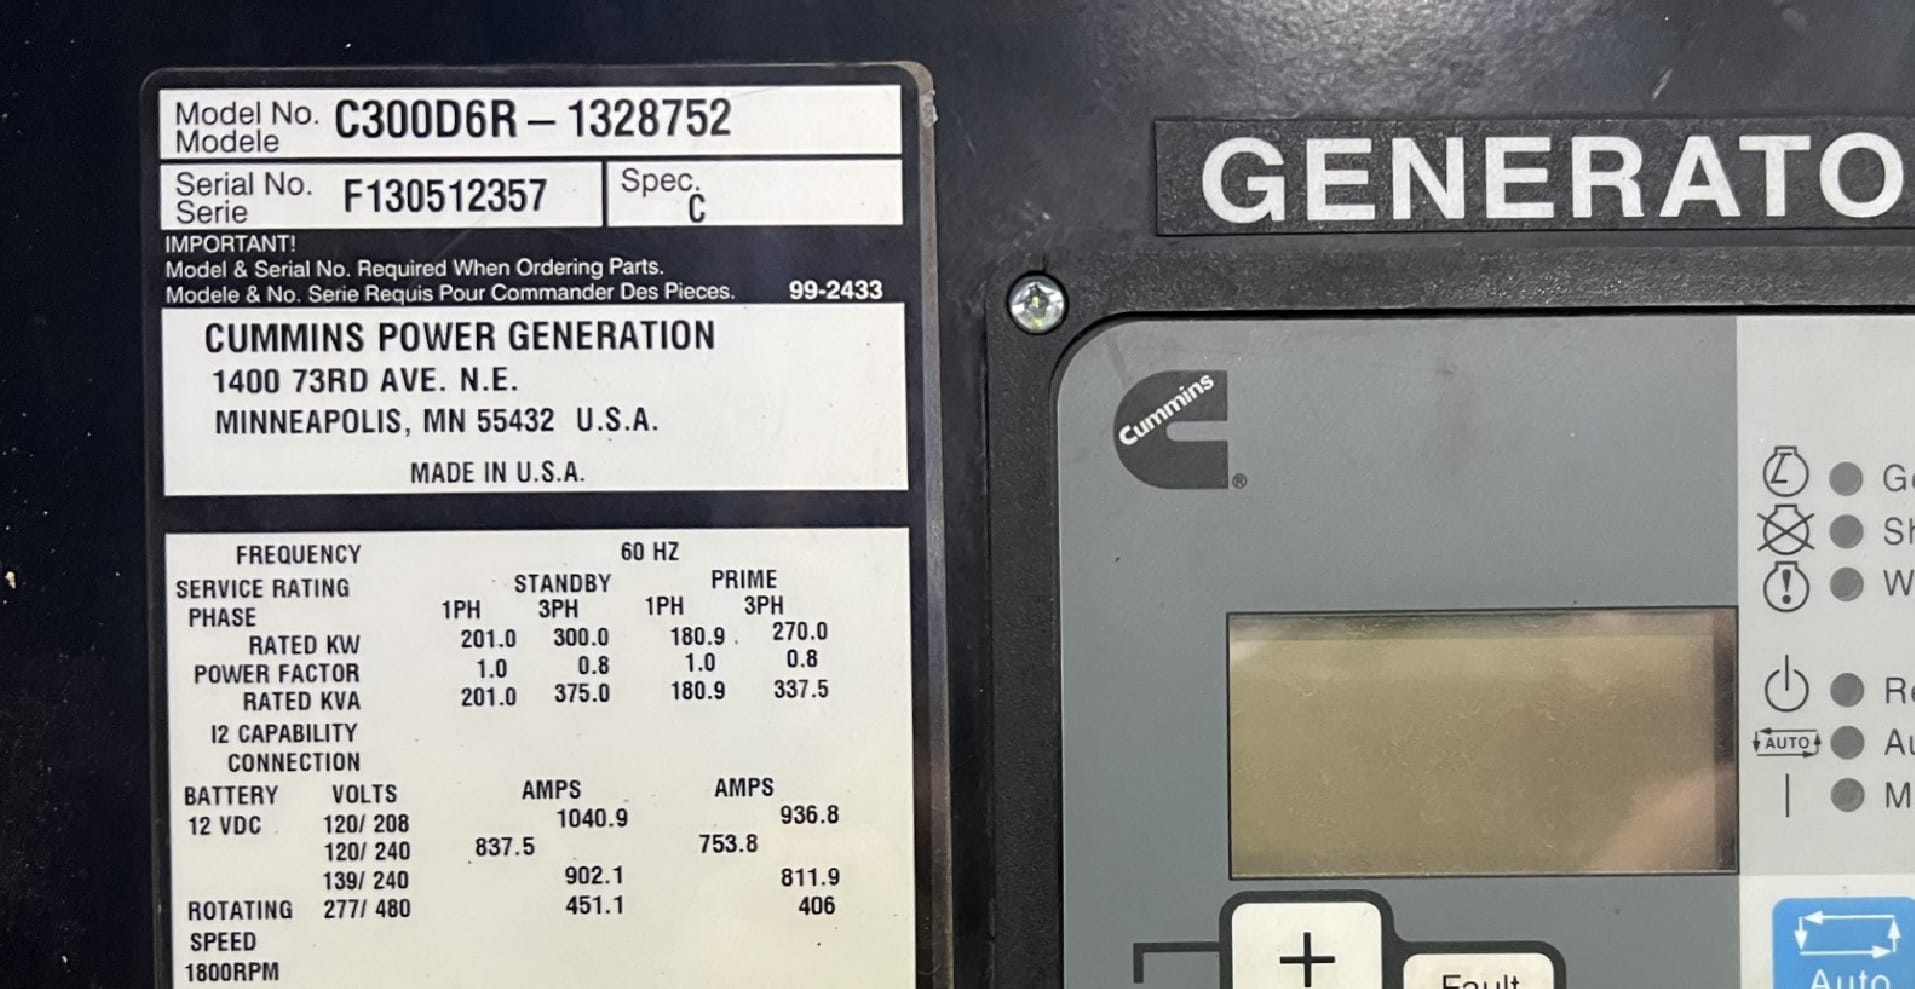 Model No. C300D6R – 1328752
Modele
Serial No. F130512357
Serie
Spec.
C
IMPORTANT!
Model & Serial No. Required When Ordering Parts.
Modele & No. Serie Requis Pour Commander Des Pieces. 99-2433
CUMMINS POWER GENERATION
1400 73RD AVE. N.E.
MINNEAPOLIS, MN 55432 U.S.A.
MADE IN U.S.A.
FREQUENCY 60 HZ
SERVICE RATING STANDBY PRIME
PHASE 1PH 3PH 1PH 3PH
RATED KW 201.0 300.0 180.9 270.0
POWER FACTOR 1.0 0.8 1.0 0.8
RATED KVA 201.0 375.0 180.9 337.5
I2 CAPABILITY
CONNECTION
BATTERY VOLTS AMPS AMPS
12 VDC 120/ 208 1040.9 936.8
120/ 240 837.5 753.8
139/ 240 902.1 811.9
ROTATING 277/ 480 451.1 406
SPEED
1800RPM
GENERATO
Cummins
®
Ge
Sh
W
Re
AUTO Au
M
+
Fault
Auto